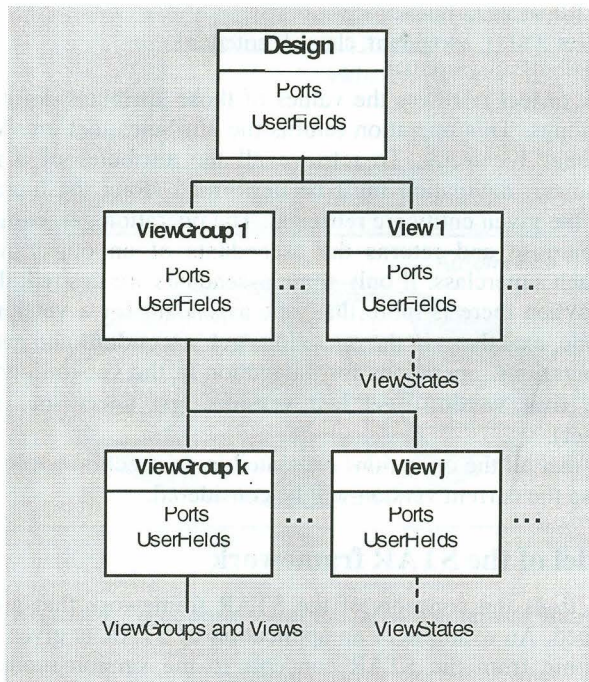 Design
Ports
UserFields
ViewGroup 1
Ports
UserFields
...
View 1
Ports
UserFields
...
ViewStates
ViewGroup k
Ports
UserFields
...
View j
Ports
UserFields
...
ViewGroups and Views
ViewStates